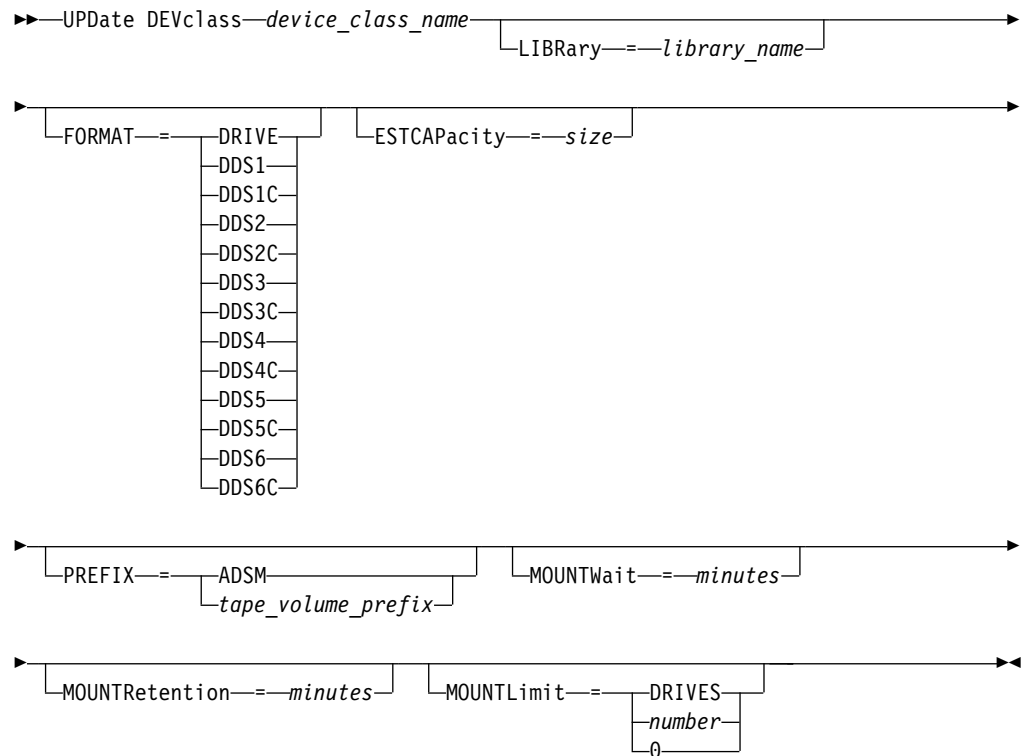 UPDate DEVclass device_class_name
LIBRary = library_name
FORMAT = DRIVE
DDS1
DDS1C
DDS2
DDS2C
DDS3
DDS3C
DDS4
DDS4C
DDS5
DDS5C
DDS6
DDS6C
ESTCAPacity = size
PREFIX = ADSM
tape_volume_prefix
MOUNTWait = minutes
MOUNTRetention = minutes
MOUNTLimit = DRIVES
number
0